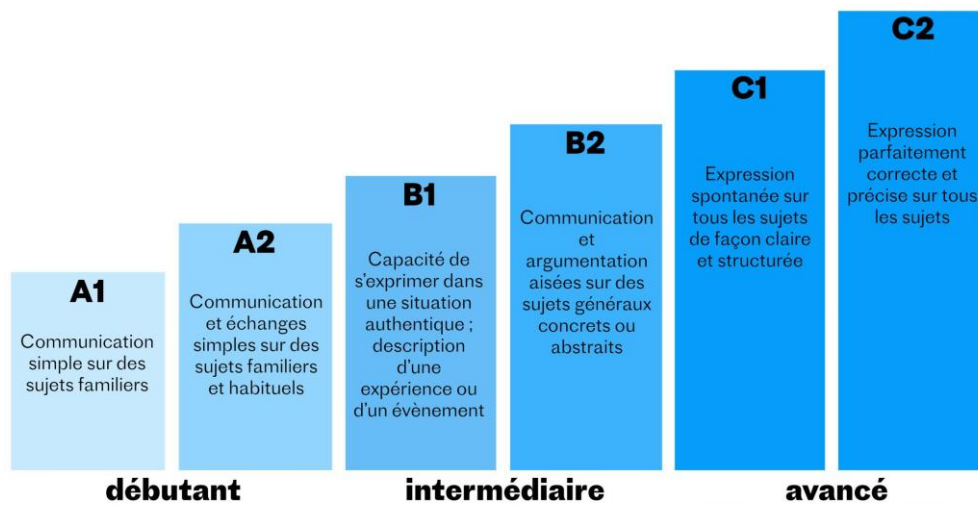 A1
Communication
simple sur des
sujets familiers
A2
Communication
et échanges
simples sur des
sujets familiers
et habituels
B1
Capacité de
s'exprimer dans
une situation
authentique ;
description
d'une
expérience ou
d'un évènement
B2
Communication
et
argumentation
aisées sur des
sujets généraux
concrets ou
abstraits
C1
Expression
spontanée sur
tous les sujets
de façon claire
et structurée
C2
Expression
parfaitement
correcte et
précise sur tous
les sujets
débutant
intermédiaire
avancé